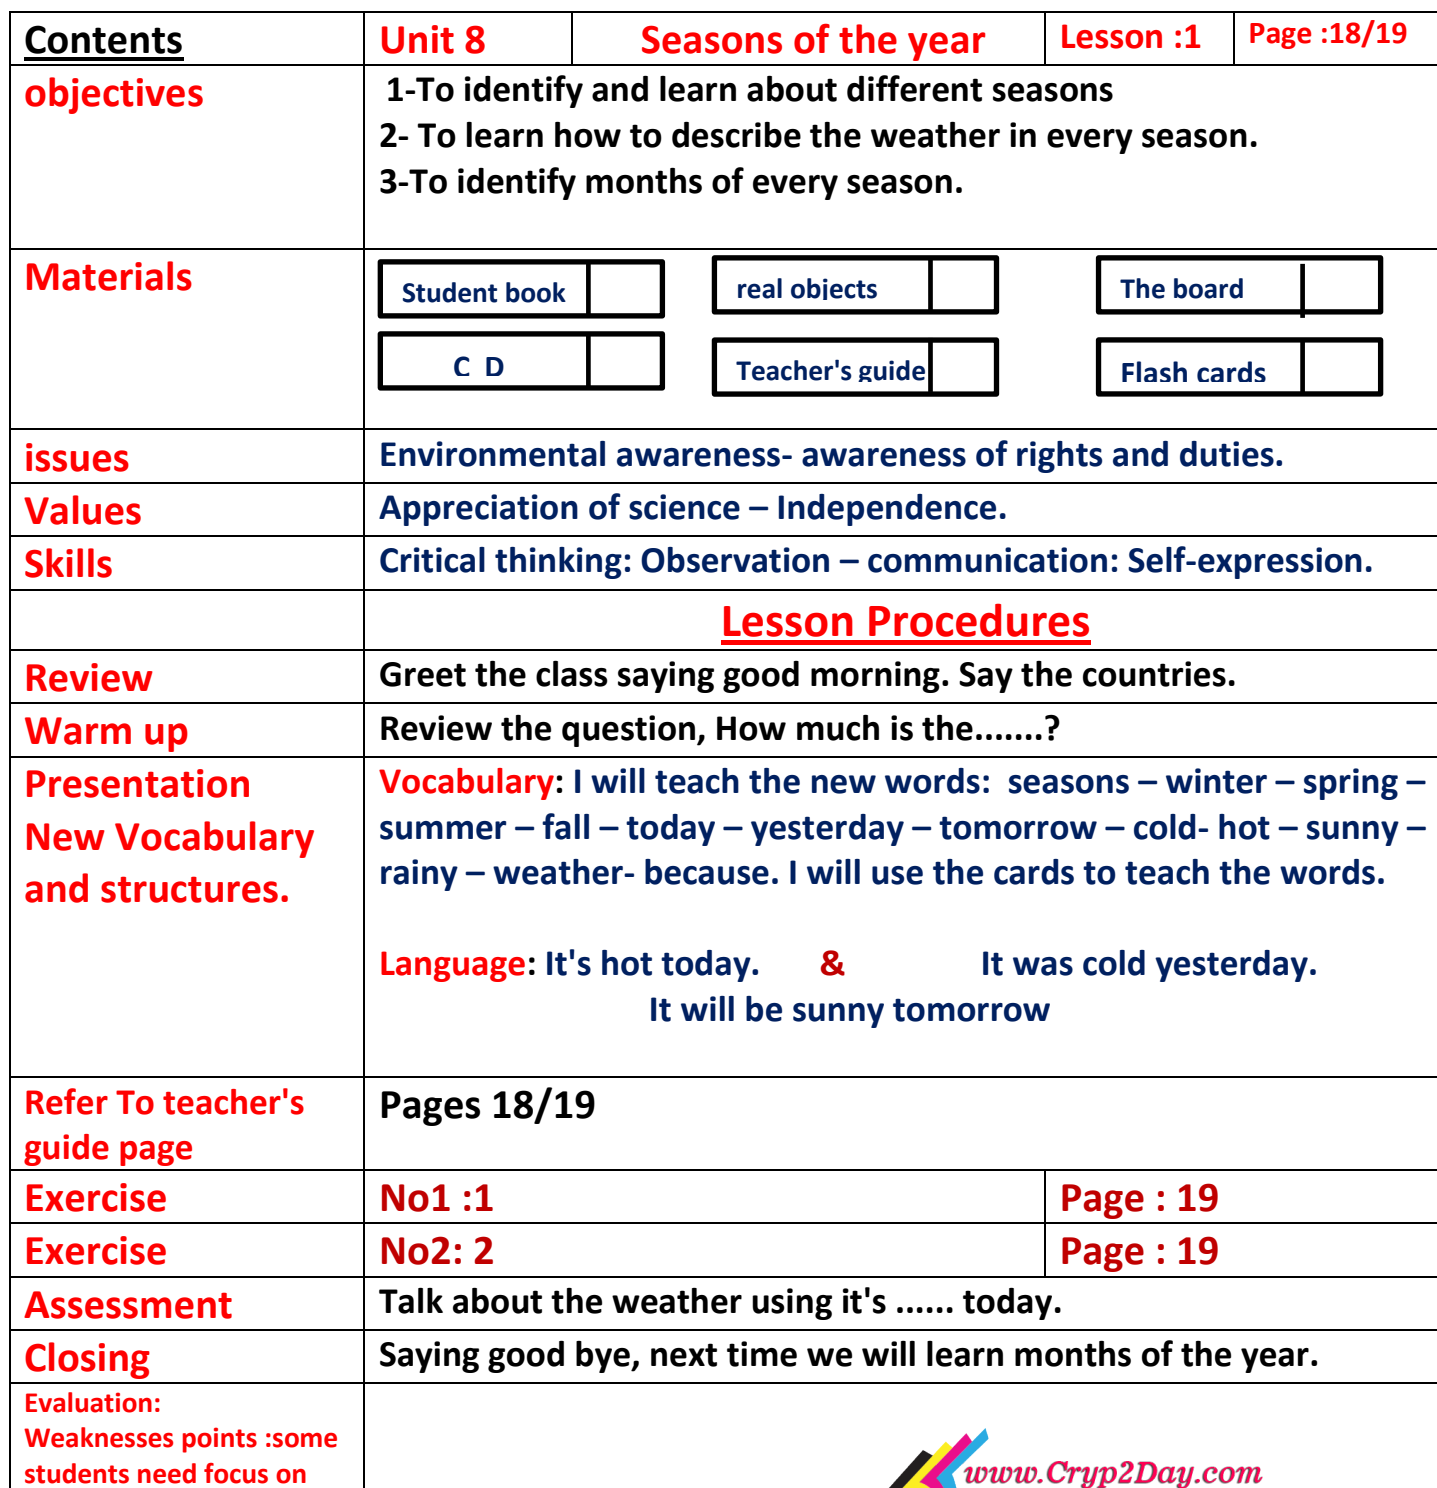 Contents Unit 8 Seasons of the year Lesson :1 Page :18/19
objectives 1-To identify and learn about different seasons
2- To learn how to describe the weather in every season.
3-To identify months of every season.
Materials
Student book real objects The board
C D Teacher's guide Flash cards
issues Environmental awareness- awareness of rights and duties.
Values Appreciation of science – Independence.
Skills Critical thinking: Observation – communication: Self-expression.
Lesson Procedures
Review Greet the class saying good morning. Say the countries.
Warm up Review the question, How much is the.......?
Presentation
New Vocabulary
and structures.
Vocabulary: I will teach the new words: seasons – winter – spring –
summer – fall – today – yesterday – tomorrow – cold- hot – sunny –
rainy – weather- because. I will use the cards to teach the words.
Language: It's hot today. & It was cold yesterday.
It will be sunny tomorrow
Refer To teacher's
guide page
Pages 18/19
Exercise No1 :1 Page : 19
Exercise No2: 2 Page : 19
Assessment Talk about the weather using it's ...... today.
Closing Saying good bye, next time we will learn months of the year.
Evaluation:
Weaknesses points :some
students need focus on
www.Cryp2Day.com